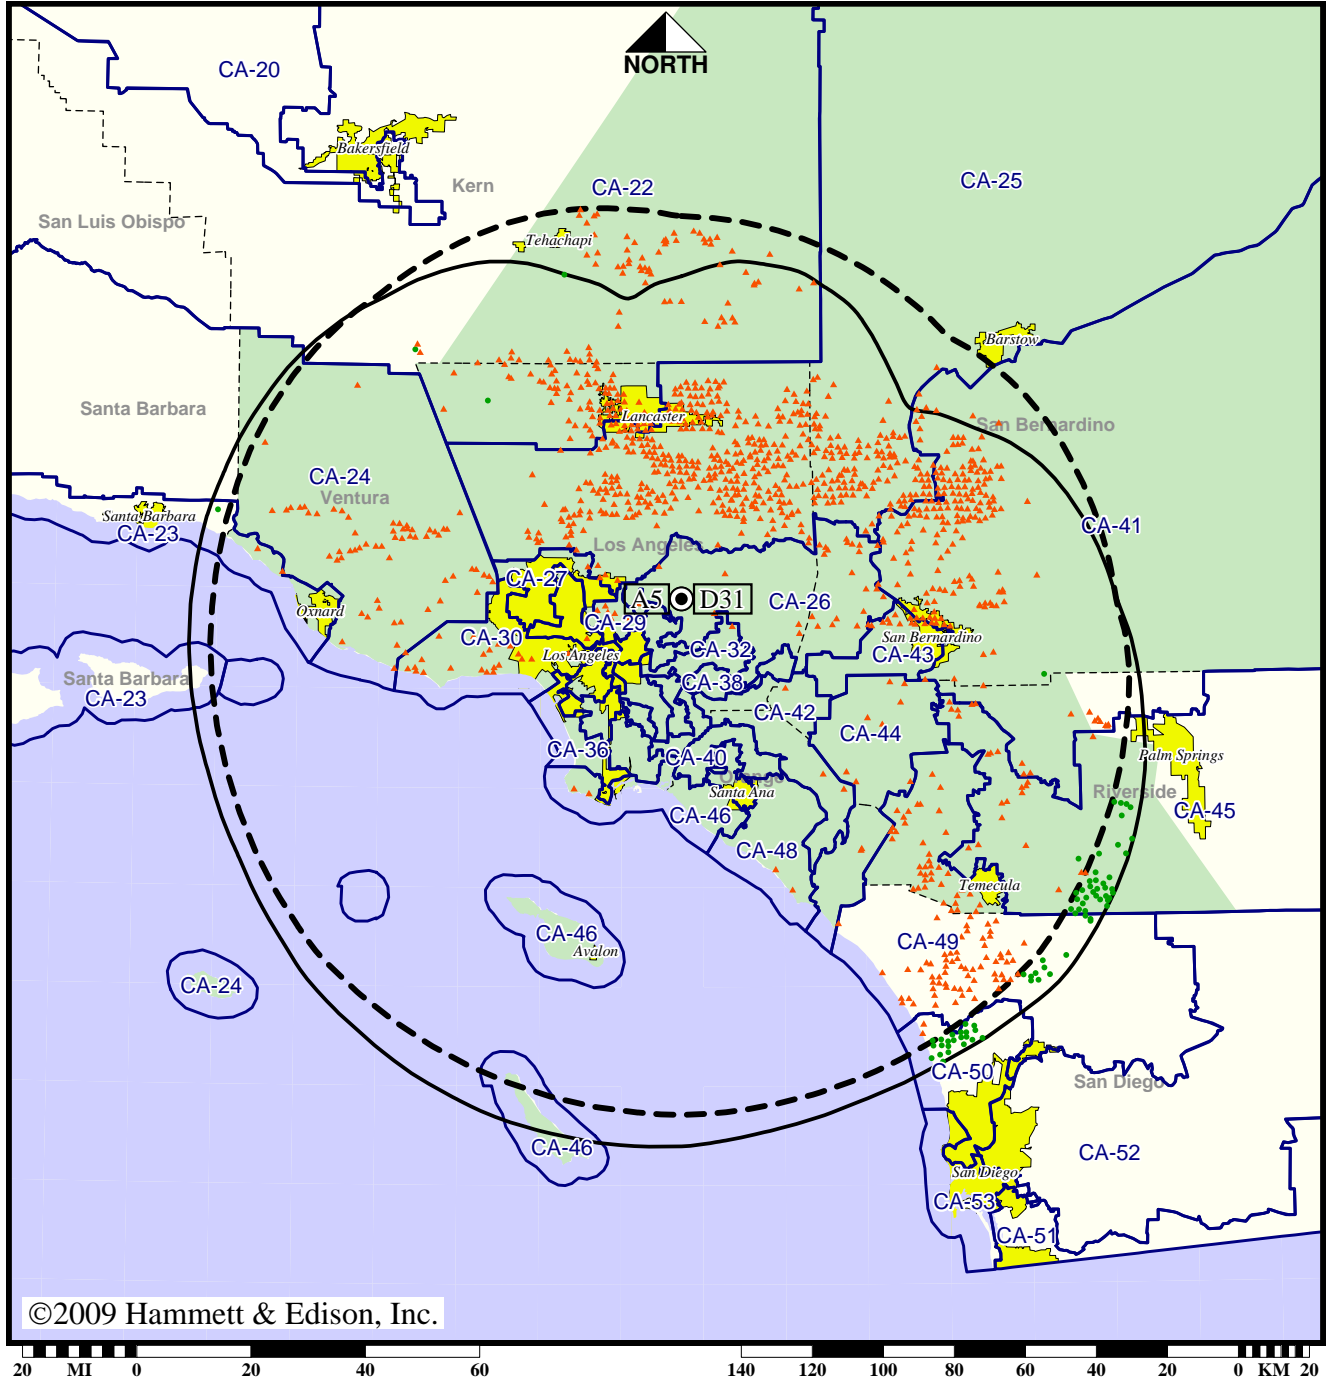 NORTH
CA-20
Bakersfield
Kern
CA-22
CA-25
San Luis Obispo
Tehachapi
Barstow
Santa Barbara
Lancaster
San Bernardino
CA-24
Ventura
Santa Barbara
CA-23
Los Angeles
CA-41
CA-27
A5
D31
CA-26
Oxnard
CA-29
CA-30
San Bernardino
CA-32
CA-43
Los Angeles
Santa Barbara
CA-23
CA-38
CA-42
CA-44
CA-36
CA-40
Palm Springs
Orange
Santa Ana
Riverside
CA-46
CA-45
CA-48
Temecula
CA-46
CA-49
Avalon
CA-24
CA-50
San Diego
CA-46
CA-52
San Diego
CA-53
CA-51
©2009 Hammett & Edison, Inc.
20 MI 0 20 40 60 140 120 100 80 60 40 20 0 KM 20